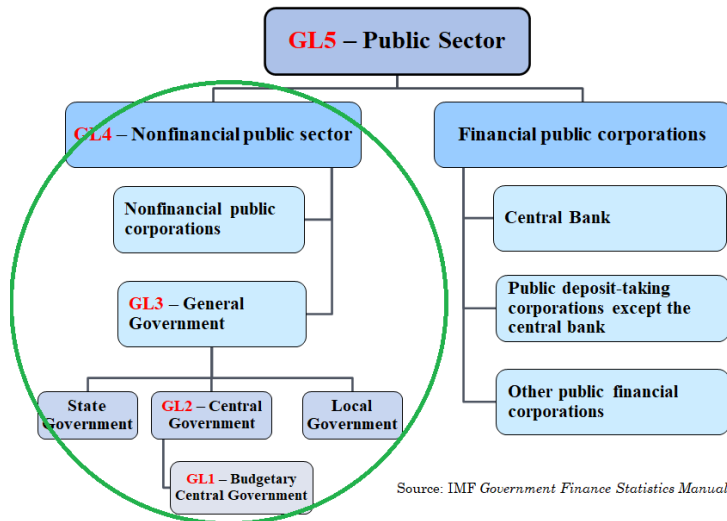 GL5 – Public Sector
GL4 – Nonfinancial public sector
Financial public corporations
Nonfinancial public
corporations
Central Bank
GL3 – General
Government
Public deposit-taking
corporations except the
central bank
State
Government
GL2 – Central
Government
Local
Government
Other public financial
corporations
GL1 – Budgetary
Central Government
Source: IMF Government Finance Statistics Manual